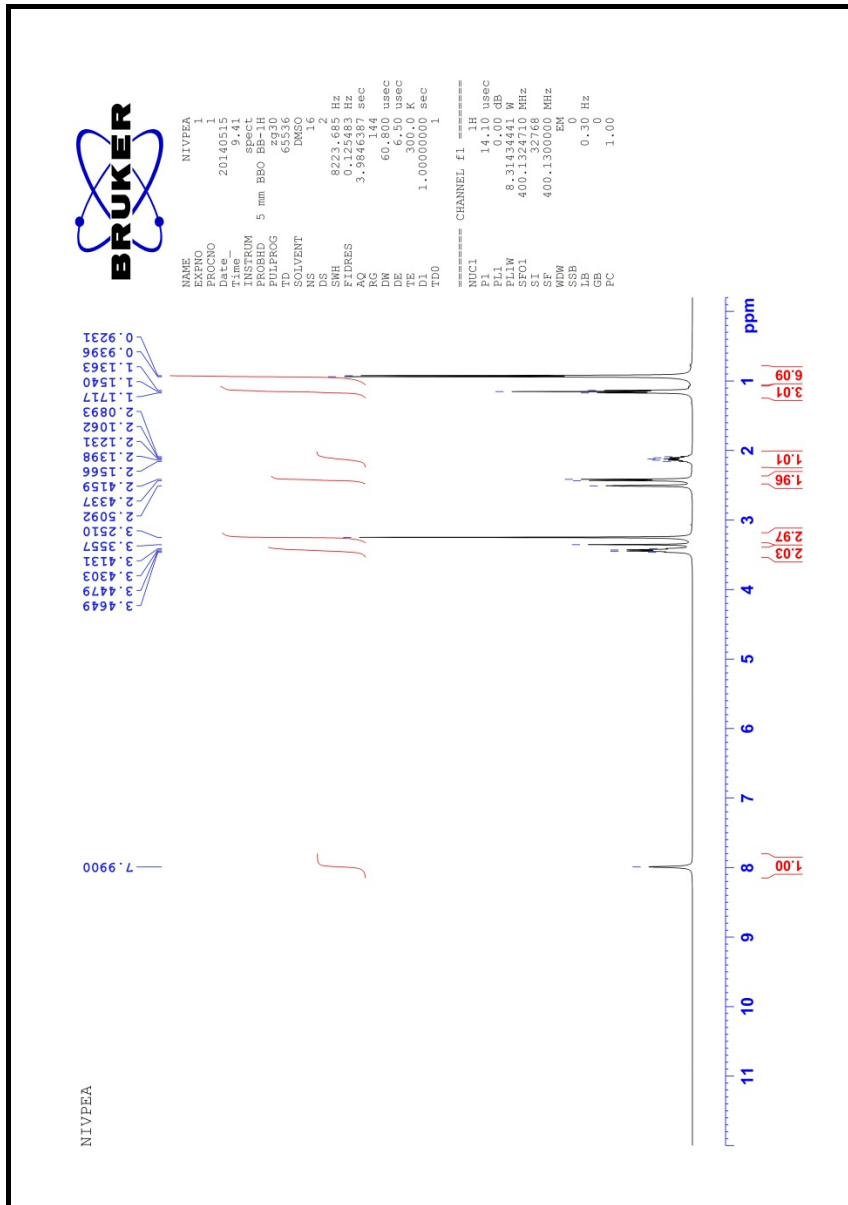 NIVPEA
7.9900
3.4649
3.4479
3.4303
3.4131
3.3557
3.2510
2.5092
2.4337
2.4159
2.1566
2.1398
2.1231
2.1062
2.0893
1.1717
1.1540
1.1363
0.9396
0.9231
BRUKER
NAME NIVPEA
EXPNO 1
PROCNO 1
Date_ 20140515
Time 9.41
INSTRUM spect
PROBHD 5 mm BBO BB-1H
PULPROG zg30
TD 65536
SOLVENT DMSO
NS 16
DS 2
SWH 8223.685 Hz
FIDRES 0.125483 Hz
AQ 3.9846387 sec
RG 144
DW 60.800 usec
DE 6.50 usec
TE 300.0 K
D1 1.00000000 sec
TD0 1
======== CHANNEL f1 ========
NUC1 1H
P1 14.10 usec
PL1 0.00 dB
PL1W 8.31434441 W
SFO1 400.1324710 MHz
SI 32768
SF 400.1300000 MHz
WDW EM
SSB 0
LB 0.30 Hz
GB 0
PC 1.00
11 10 9 8 7 6 5 4 3 2 1 ppm
1.00 2.03 2.97 1.96 1.01 3.01 6.09